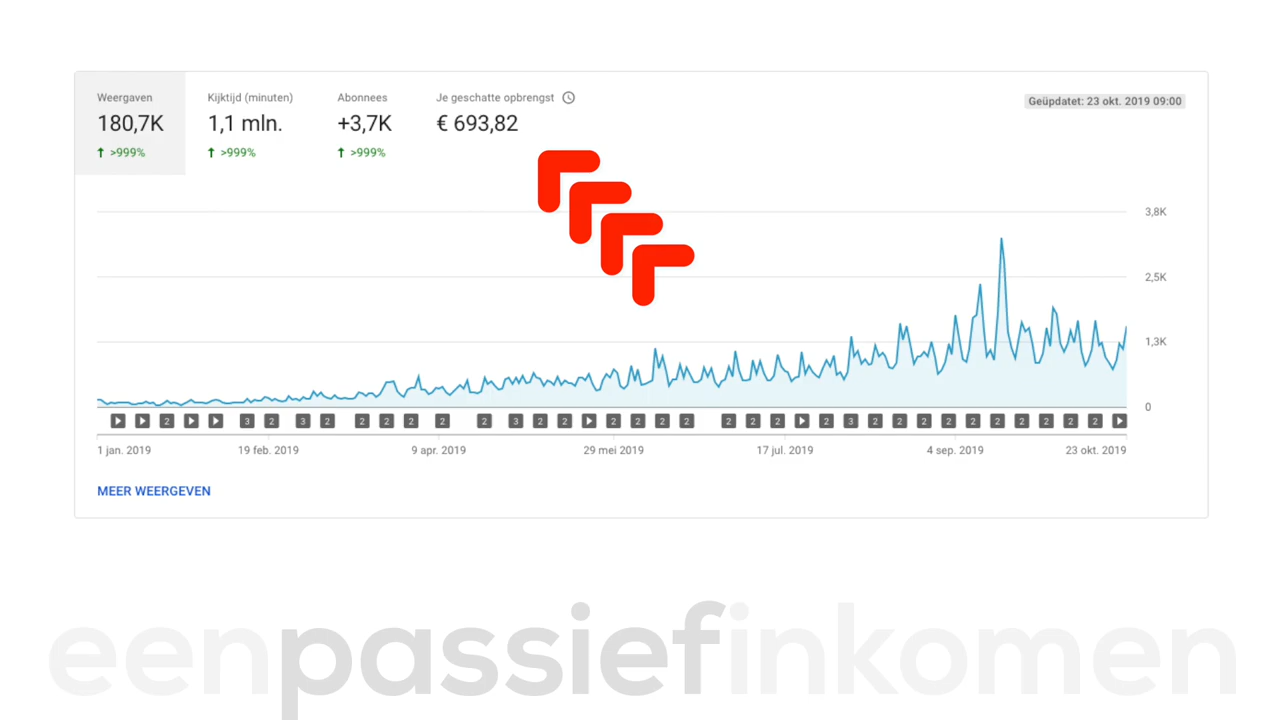 Weergaven
180,7K
>999%
Kijktijd (minuten)
1,1 mln.
>999%
Abonnees
+3,7K
>999%
Je geschatte opbrengst
€ 693,82
Geüpdatet: 23 okt. 2019 09:00
3,8K
2,5K
1,3K
0
2 3 2 3 2 2 2 2 2 2 3 2 2 2 2 2 2 2 2 2 2 3 2 2 2 2 2 2 2 2 2 2
1 jan. 2019 19 feb. 2019 9 apr. 2019 29 mei 2019 17 jul. 2019 4 sep. 2019 23 okt. 2019
MEER WEERGEVEN
eenpassiefinkomen